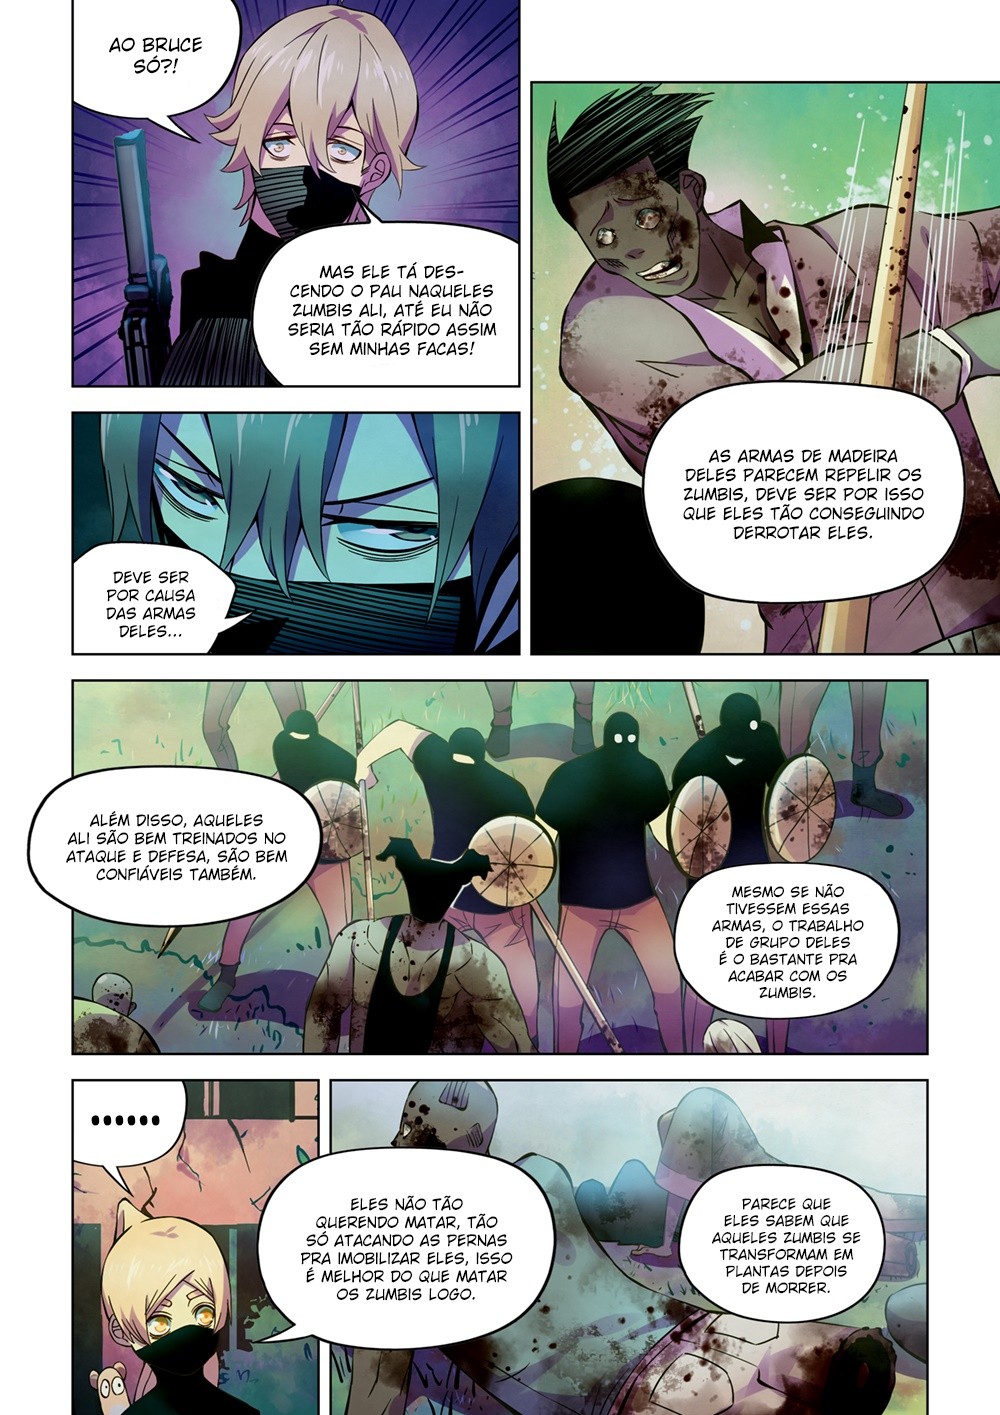 AO BRUCE
SÓ?!
MAS ELE TÁ DES-
CENDO O PAU NAQUELES
ZUMBIS ALI, ATÉ EU NÃO
SERIA TÃO RÁPIDO ASSIM
SEM MINHAS FACAS!
AS ARMAS DE MADEIRA
DELES PARECEM REPELIR OS
ZUMBIS, DEVE SER POR ISSO
QUE ELES TÃO CONSEGUINDO
DERROTAR ELES.
DEVE SER
POR CAUSA
DAS ARMAS
DELES...
ALÉM DISSO, AQUELES
ALI SÃO BEM TREINADOS NO
ATAQUE E DEFESA, SÃO BEM
CONFIÁVEIS TAMBÉM.
MESMO SE NÃO
TIVESSEM ESSAS
ARMAS, O TRABALHO
DE GRUPO DELES
É O BASTANTE PRA
ACABAR COM OS
ZUMBIS.
......
ELES NÃO TÃO
QUERENDO MATAR, TÃO
SÓ ATACANDO AS PERNAS
PRA IMOBILIZAR ELES, ISSO
É MELHOR DO QUE MATAR
OS ZUMBIS LOGO.
PARECE QUE
ELES SABEM QUE
AQUELES ZUMBIS SE
TRANSFORMAM EM
PLANTAS DEPOIS
DE MORRER.